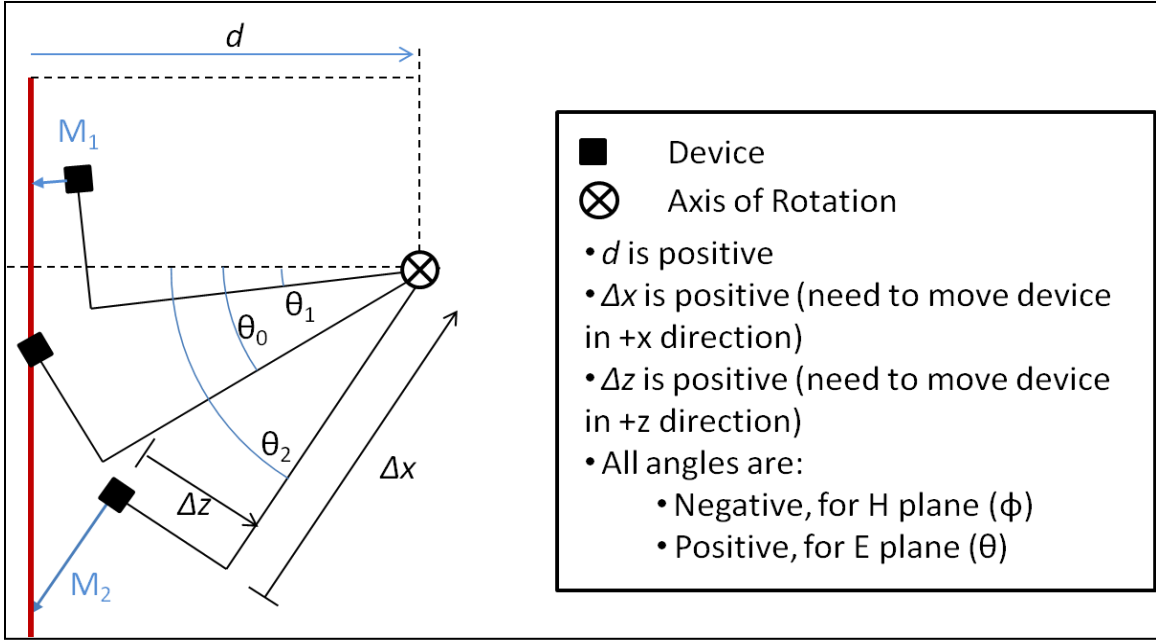 d
M₁
θ₁
θ₀
θ₂
Δx
Δz
M₂
Device
Axis of Rotation
•d is positive
•Δx is positive (need to move device
in +x direction)
•Δz is positive (need to move device
in +z direction)
•All angles are:
•Negative, for H plane (ϕ)
•Positive, for E plane (θ)